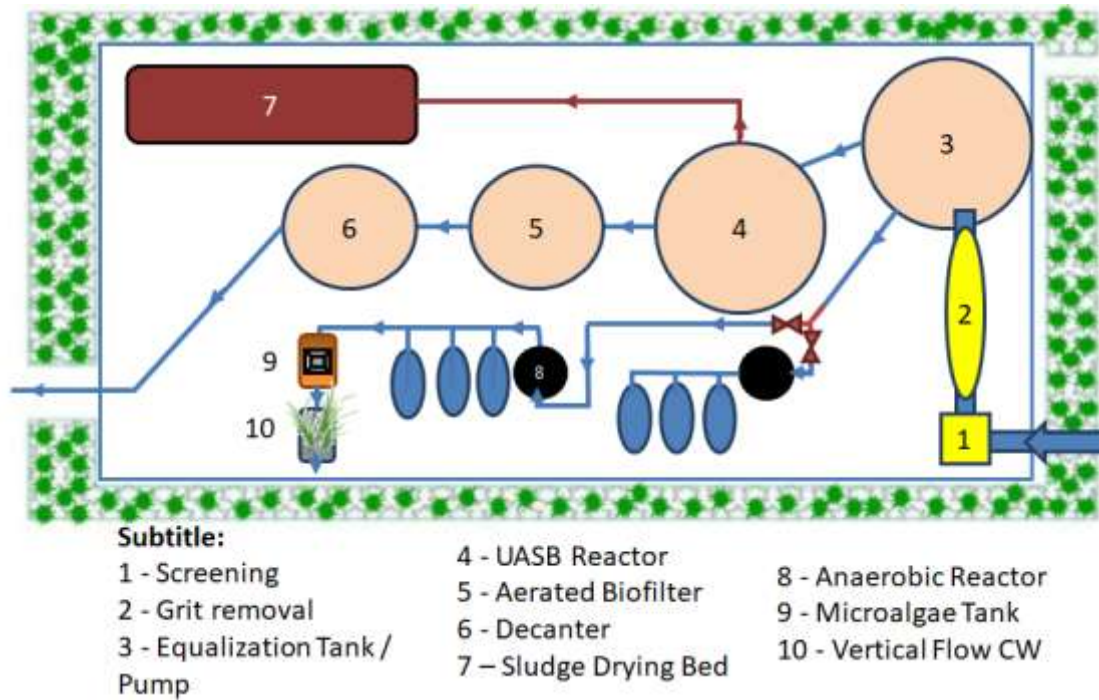 7
3
6
5
4
2
9
8
10
1
Subtitle:
1 - Screening
2 - Grit removal
3 - Equalization Tank /
Pump
4 - UASB Reactor
5 - Aerated Biofilter
6 - Decanter
7 – Sludge Drying Bed
8 - Anaerobic Reactor
9 - Microalgae Tank
10 - Vertical Flow CW